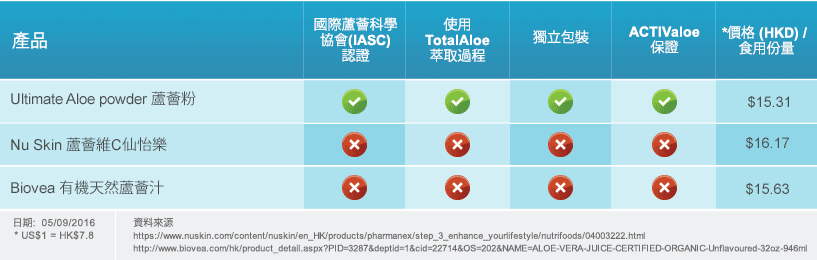 產品
國際蘆薈科學
協會(IASC)
認證
使用
TotalAloe
萃取過程
獨立包裝
ACTIValoe
保證
*價格 (HKD) /
食用份量
Ultimate Aloe powder 蘆薈粉
$15.31
Nu Skin 蘆薈維C仙怡樂
$16.17
Biovea 有機天然蘆薈汁
$15.63
日期: 05/09/2016
* US$1 = HK$7.8
資料來源
https://www.nuskin.com/content/nuskin/en_HK/products/pharmanex/step_3_enhance_yourlifestyle/nutrifoods/04003222.html
http://www.biovea.com/hk/product_detail.aspx?PID=3287&deptid=1&cid=22714&OS=202&NAME=ALOE-VERA-JUICE-CERTIFIED-ORGANIC-Unflavoured-32oz-946ml